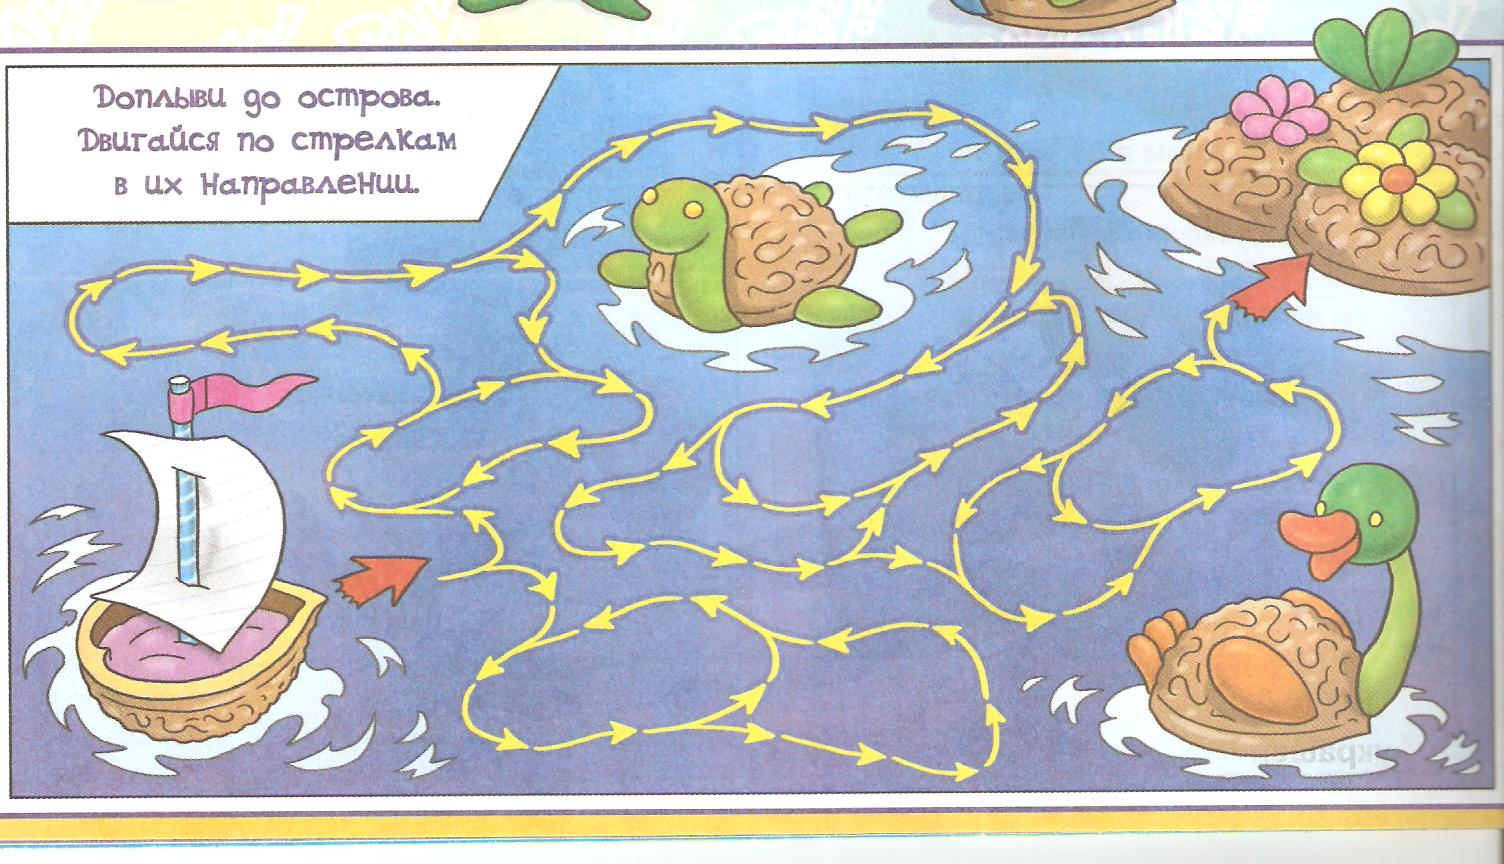 Доплыви до острова.
Двигайся по стрелкам
в их направлении.